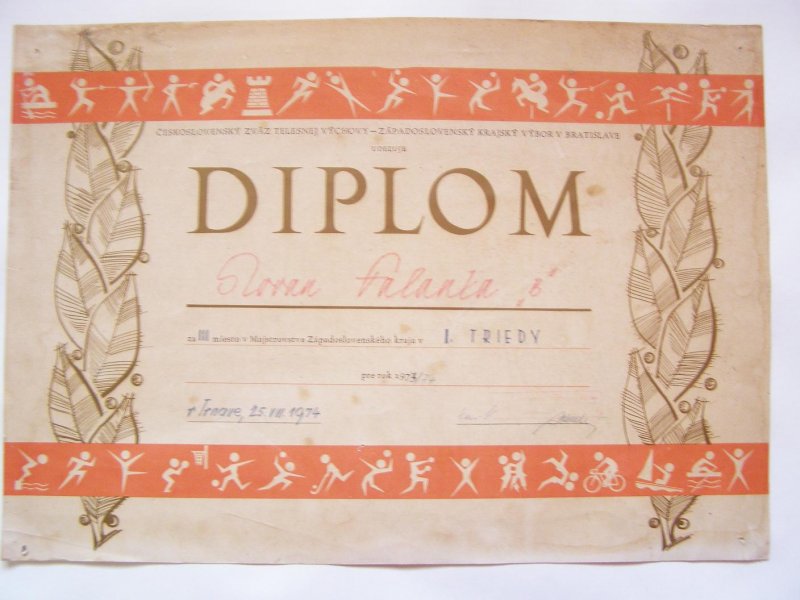 ČESKOSLOVENSKÝ ZVÄZ TELESNEJ VÝCHOVY – ZÁPADOSLOVENSKÝ KRAJSKÝ VÝBOR V BRATISLAVE
udeľuje
DIPLOM
Slovan Galanta „B"
za III miesto v Majstrovstve Západoslovenského kraja v I. TRIEDY
pre rok 1973/74
v Trnave, 25. VII. 1974